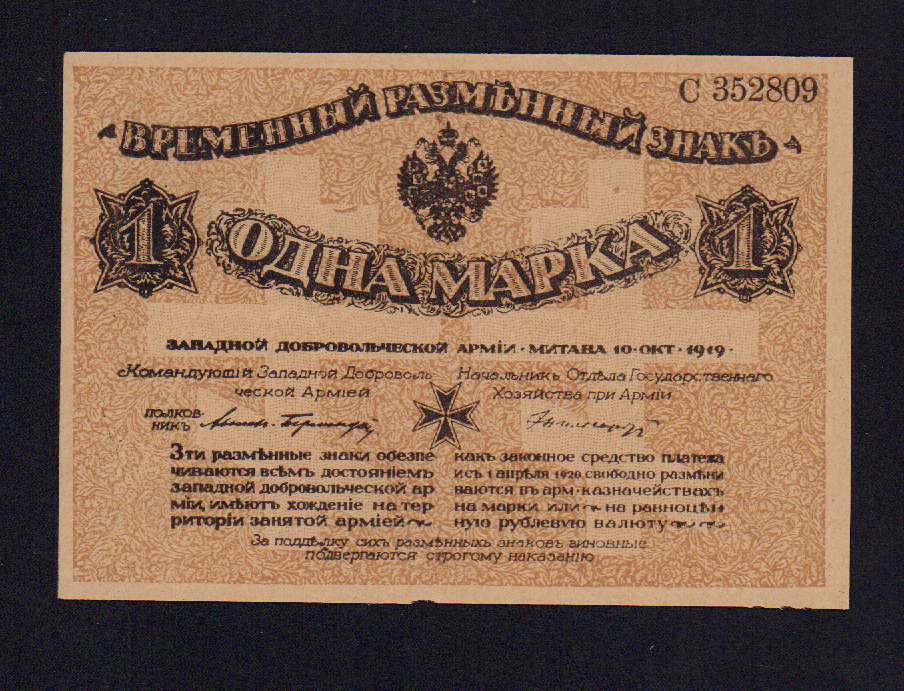 С 352809
ВРЕМЕННЫЙ РАЗМѢННЫЙ ЗНАКЪ
1 1
ОДНА МАРКА
ЗАПАДНОЙ ДОБРОВОЛЬЧЕСКОЙ АРМІИ · МИТАВА 10 · ОКТ · 1919 ·
Командующій Западной Доброволь
ческой Арміей
ПОЛКОВ-
НИКЪ
Начальникъ Отдѣла Государственнаго
Хозяйства при Арміи
Эти размѣнные знаки обезпе
чиваются всѣмъ достояніемъ
западной добровольческой ар
міи, имѣютъ хожденіе на тер
риторіи занятой арміей
какъ законное средство платежа
и съ 1 апрѣля 1920 свободно размѣни
ваются въ арм · казначействахъ
на марки или на равноцѣн
ную рублевую валюту
За поддѣлку сихъ размѣнныхъ знаковъ виновные
подвергаются строгому наказанію